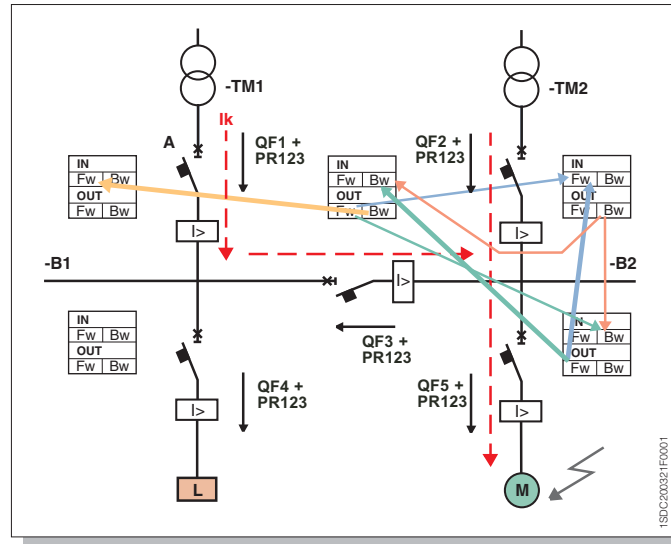 -TM1
-TM2
A
Ik
QF1 +
PR123
QF2 +
PR123
IN
Fw Bw
OUT
Fw Bw
IN
Fw Bw
OUT
Fw Bw
IN
Fw Bw
OUT
Fw Bw
I>
I>
-B1
-B2
I>
QF3 +
PR123
IN
Fw Bw
OUT
Fw Bw
IN
Fw Bw
OUT
Fw Bw
QF4 +
PR123
QF5 +
PR123
I>
I>
L
M
1SDC200321F0001